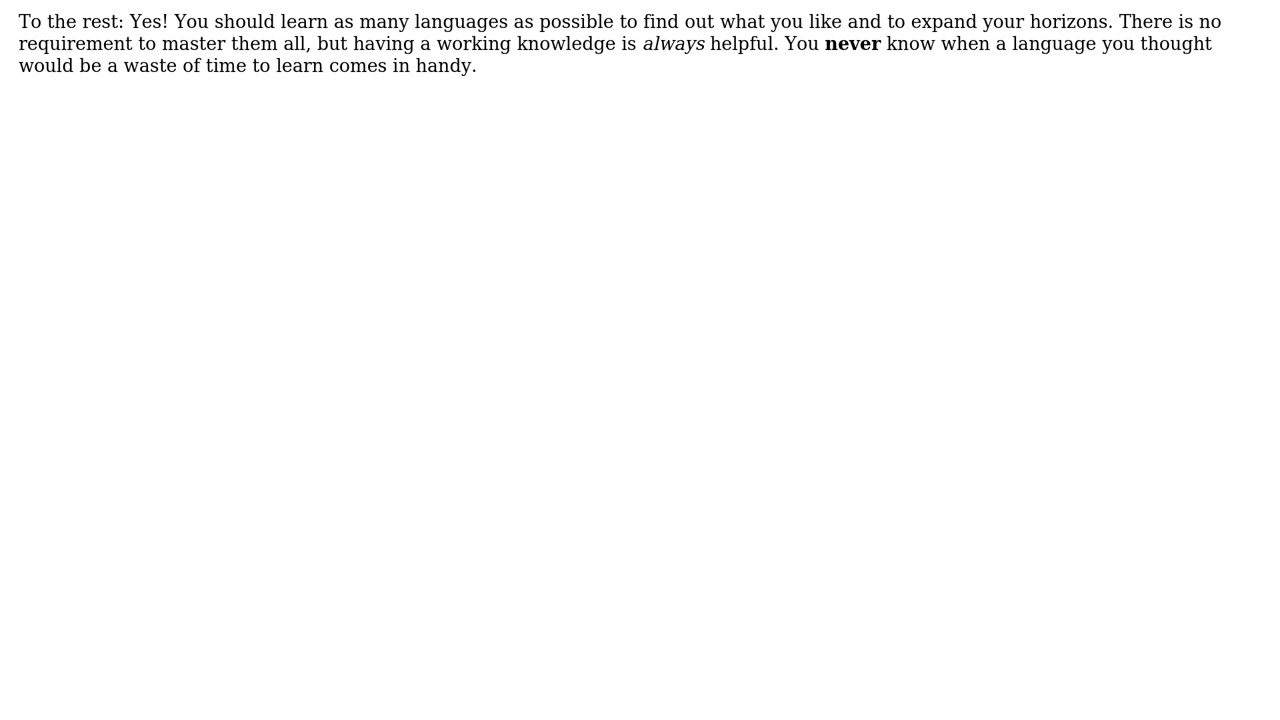 To the rest: Yes! You should learn as many languages as possible to find out what you like and to expand your horizons. There is no
requirement to master them all, but having a working knowledge is always helpful. You never know when a language you thought
would be a waste of time to learn comes in handy.